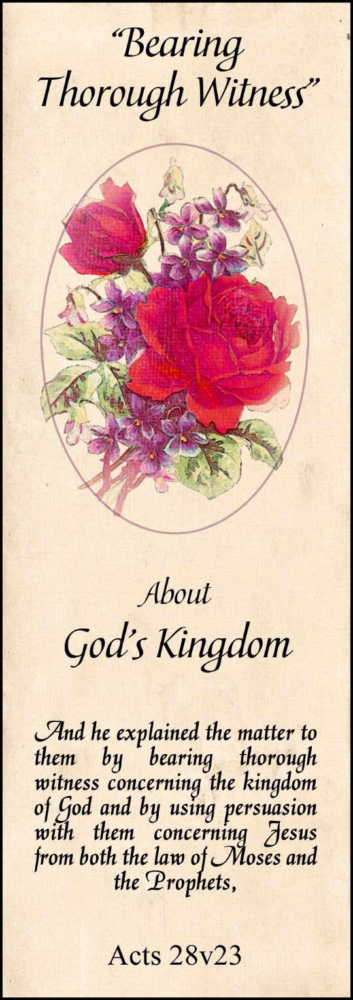 “Bearing
Thorough Witness”
About
God’s Kingdom
And he explained the matter to
them by bearing thorough
witness concerning the kingdom
of God and by using persuasion
with them concerning Jesus
from both the law of Moses and
the Prophets,
Acts 28v23